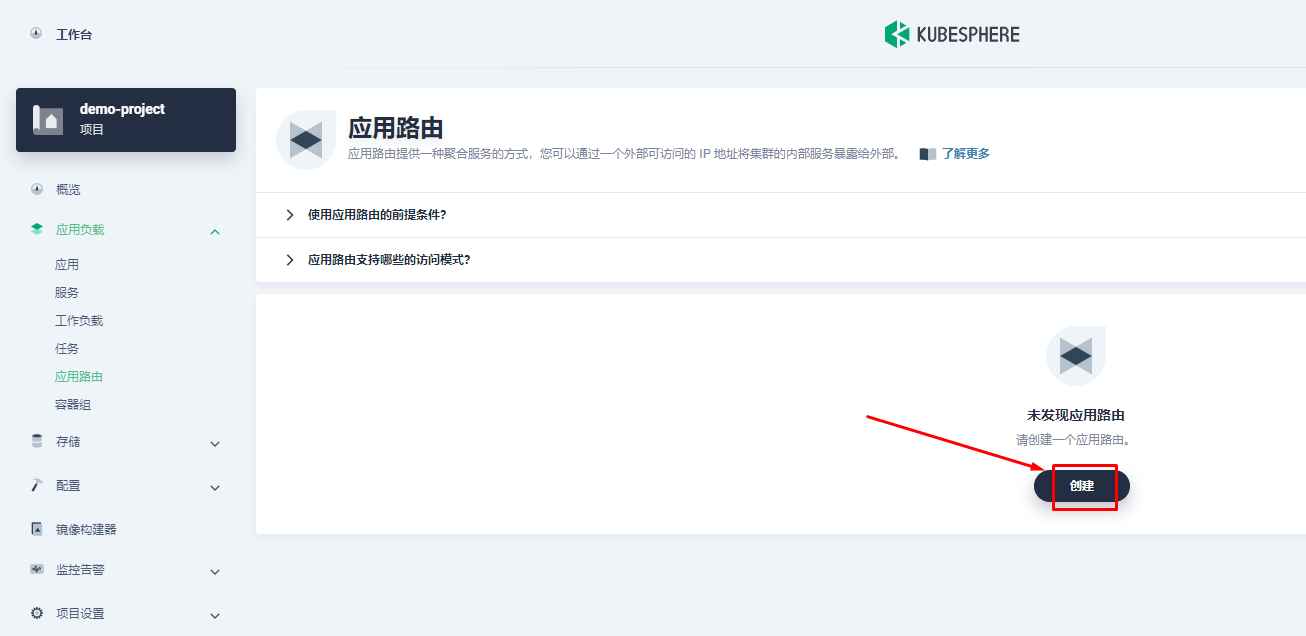 工作台
KUBESPHERE
demo-project
项目
概览
应用负载
应用
服务
工作负载
任务
应用路由
容器组
存储
配置
镜像构建器
监控告警
项目设置
应用路由
应用路由提供一种聚合服务的方式，您可以通过一个外部可访问的 IP 地址将集群的内部服务暴露给外部。 了解更多
使用应用路由的前提条件？
应用路由支持哪些的访问模式？
未发现应用路由
请创建一个应用路由。
创建